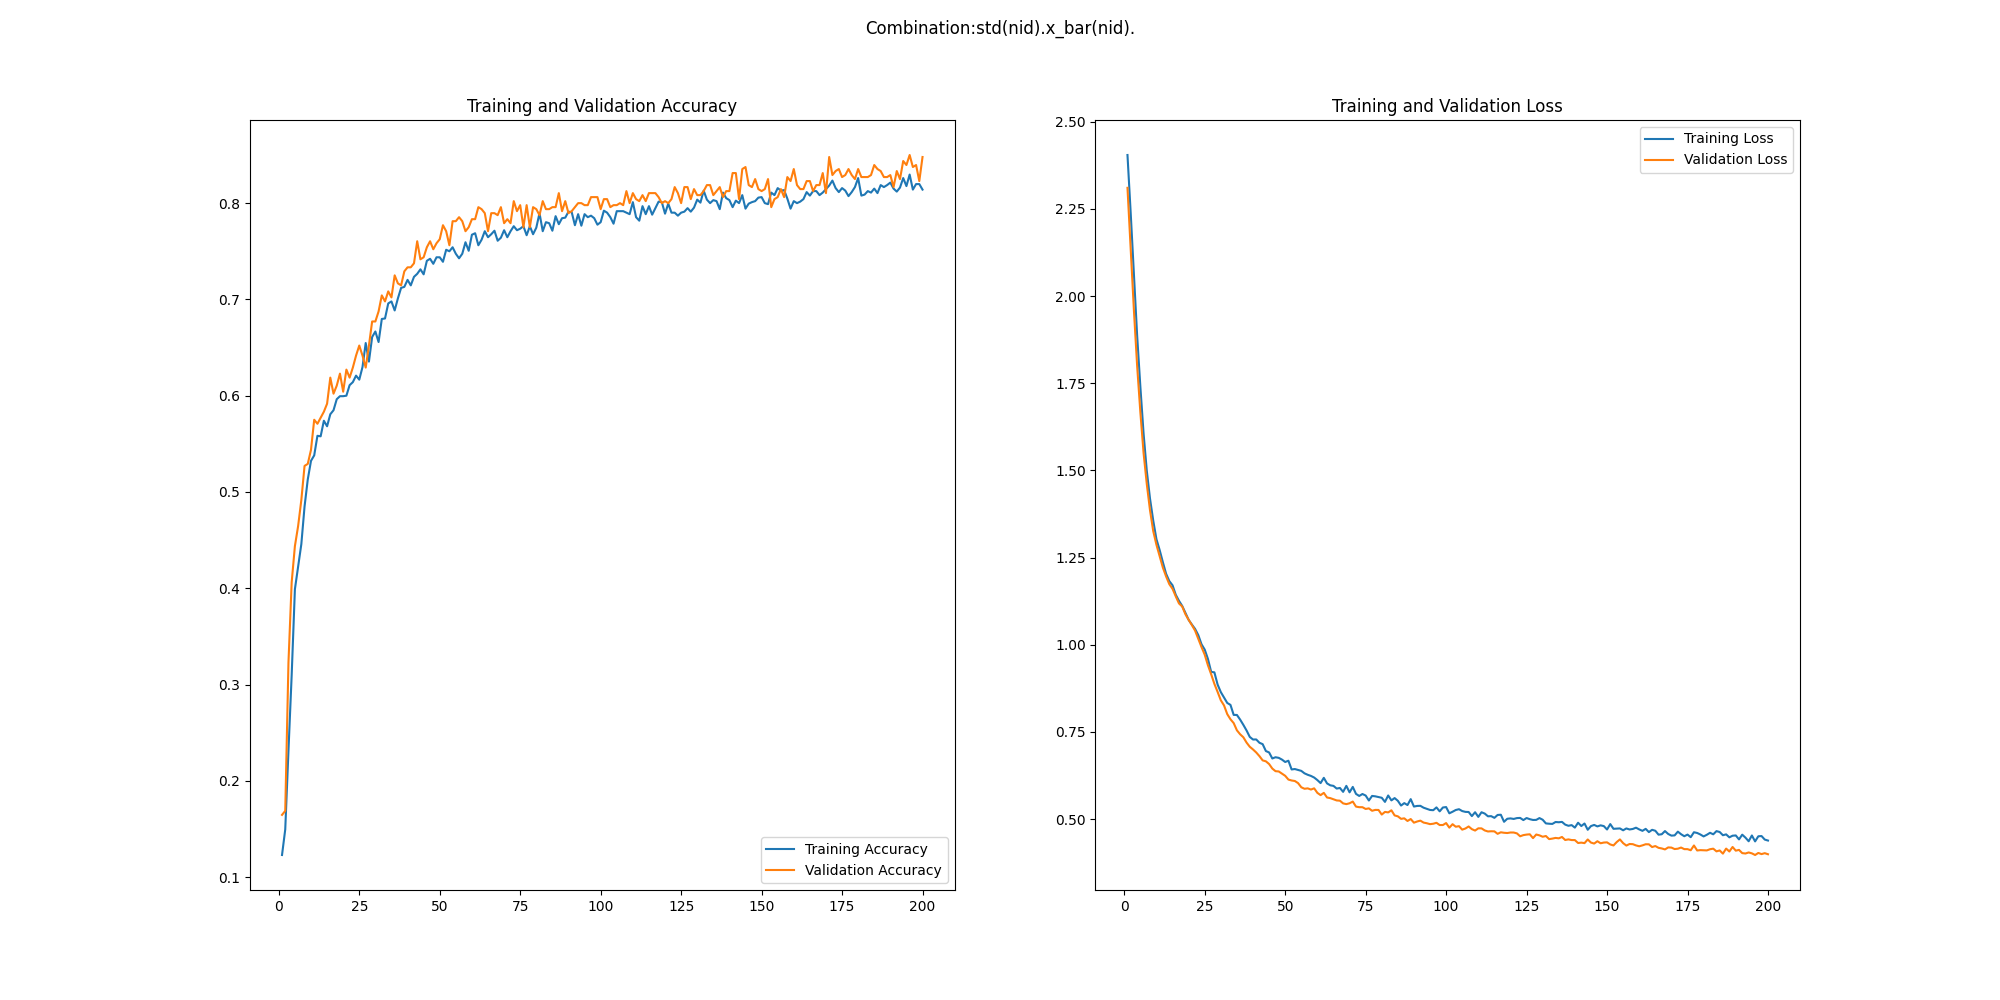 Combination:std(nid).x_bar(nid).
Training and Validation Accuracy
0.8
0.7
0.6
0.5
0.4
0.3
0.2
0.1
0 25 50 75 100 125 150 175 200
Training Accuracy
Validation Accuracy
Training and Validation Loss
2.50
2.25
2.00
1.75
1.50
1.25
1.00
0.75
0.50
0 25 50 75 100 125 150 175 200
Training Loss
Validation Loss